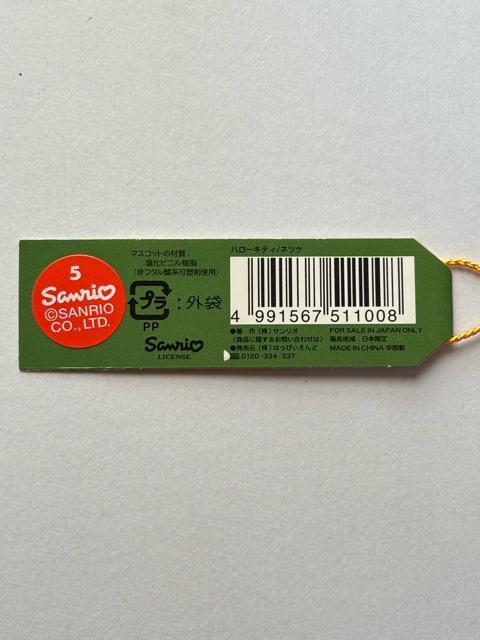 5
Sanrio
©SANRIO
CO., LTD.
マスコットの材質:
塩化ビニル樹脂
(非フタル酸系可塑剤使用)
プラ
:外袋
PP
Sanrio
LICENSE
ハローキティ/ネツケ
4 991567 511008
●著 作 (株) サンリオ
(商品に関するお問い合わせは)
●発売元 (株) はっぴぃえんど
0120-334-337
FOR SALE IN JAPAN ONLY
販売地域:日本限定
MADE IN CHINA 中国製